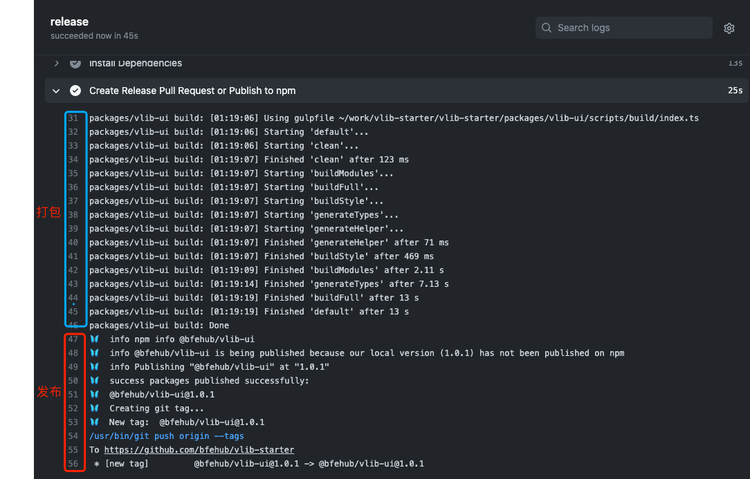 release
succeeded now in 45s
Search logs
Install Dependencies 13s
Create Release Pull Request or Publish to npm 25s
31 packages/vlib-ui build: [01:19:06] Using gulpfile ~/work/vlib-starter/vlib-starter/packages/vlib-ui/scripts/build/index.ts
32 packages/vlib-ui build: [01:19:06] Starting 'default'...
33 packages/vlib-ui build: [01:19:06] Starting 'clean'...
34 packages/vlib-ui build: [01:19:07] Finished 'clean' after 123 ms
35 packages/vlib-ui build: [01:19:07] Starting 'buildModules'...
36 packages/vlib-ui build: [01:19:07] Starting 'buildFull'...
37 packages/vlib-ui build: [01:19:07] Starting 'buildStyle'...
打包
38 packages/vlib-ui build: [01:19:07] Starting 'generateTypes'...
39 packages/vlib-ui build: [01:19:07] Starting 'generateHelper'...
40 packages/vlib-ui build: [01:19:07] Finished 'generateHelper' after 71 ms
41 packages/vlib-ui build: [01:19:07] Finished 'buildStyle' after 469 ms
42 packages/vlib-ui build: [01:19:09] Finished 'buildModules' after 2.11 s
43 packages/vlib-ui build: [01:19:14] Finished 'generateTypes' after 7.13 s
44 packages/vlib-ui build: [01:19:19] Finished 'buildFull' after 13 s
45 packages/vlib-ui build: [01:19:19] Finished 'default' after 13 s
46 packages/vlib-ui build: Done
47 info npm info @bfehub/vlib-ui
48 info @bfehub/vlib-ui is being published because our local version (1.0.1) has not been published on npm
49 info Publishing "@bfehub/vlib-ui" at "1.0.1"
50 success packages published successfully:
发布
51 @bfehub/vlib-ui@1.0.1
52 Creating git tag...
53 New tag: @bfehub/vlib-ui@1.0.1
54 /usr/bin/git push origin --tags
55 To https://github.com/bfehub/vlib-starter
56 * [new tag] @bfehub/vlib-ui@1.0.1 -> @bfehub/vlib-ui@1.0.1